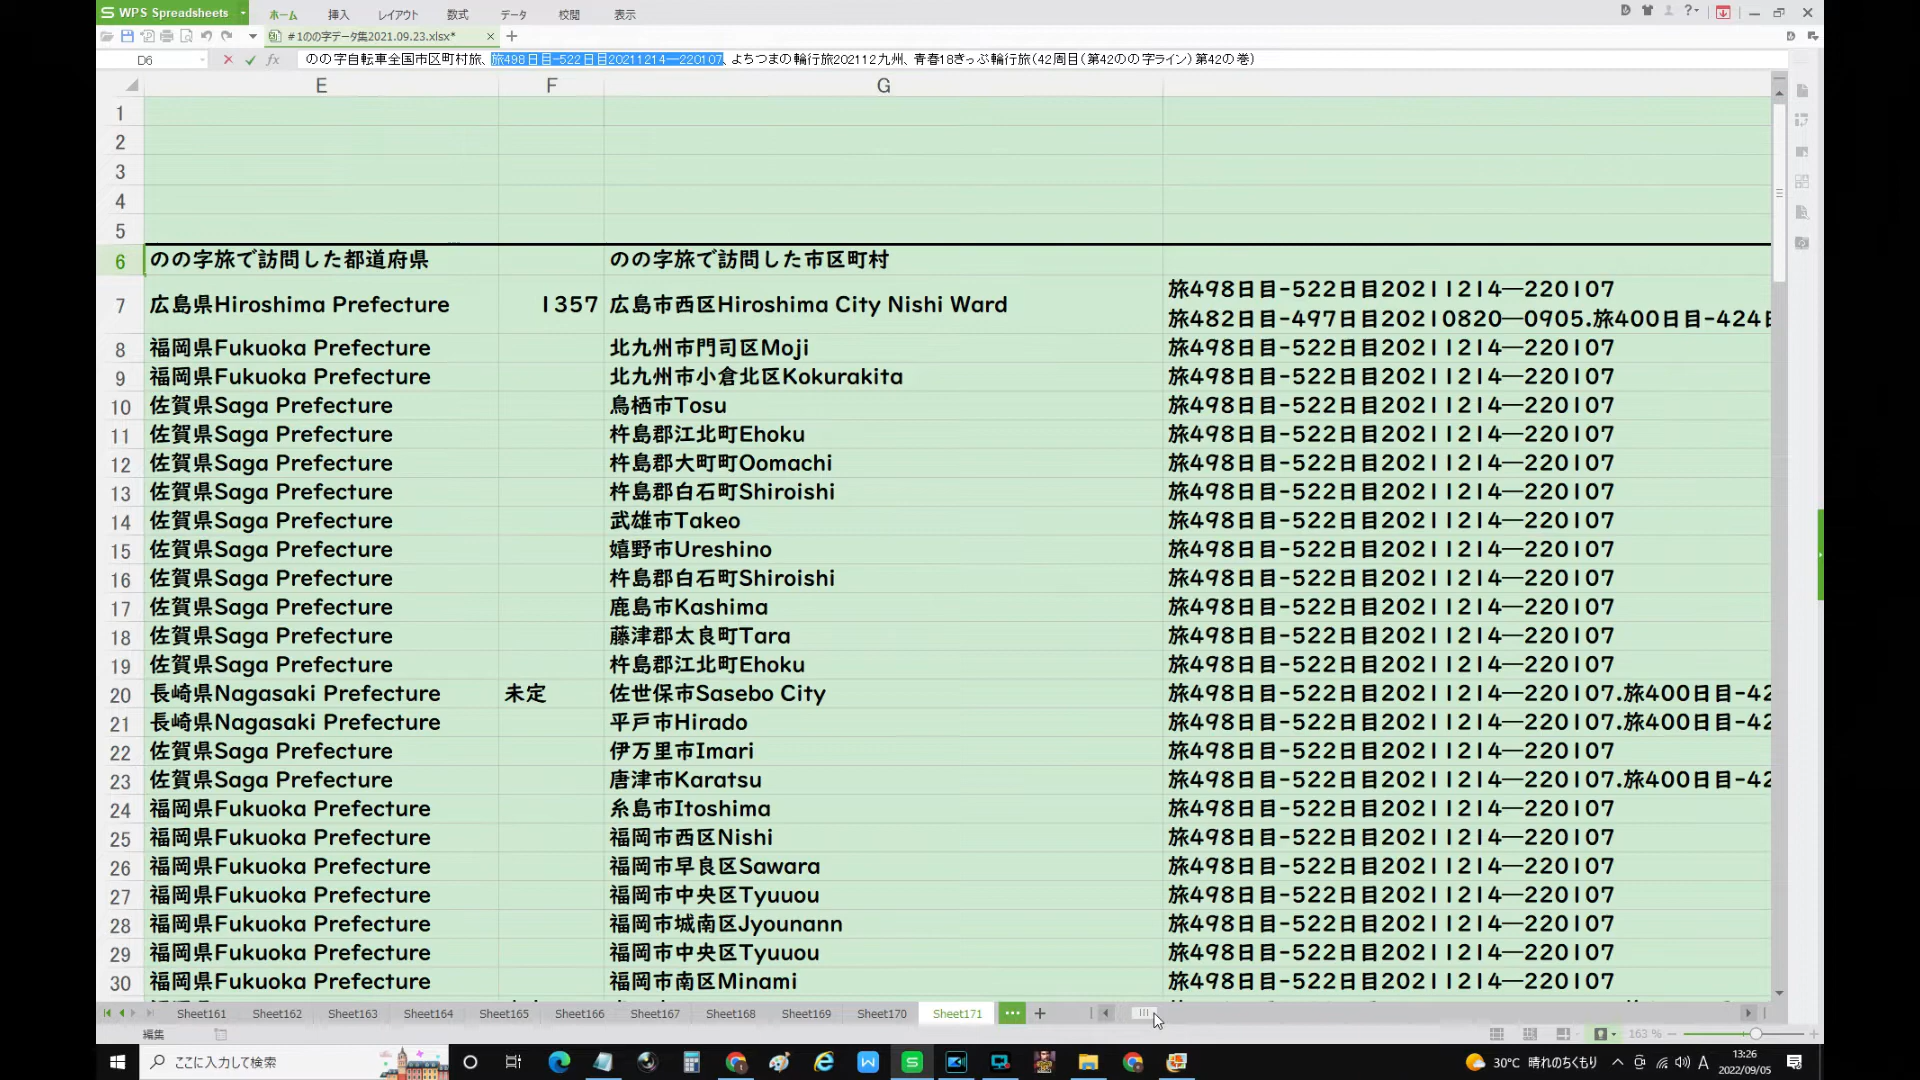 WPS Spreadsheets ホーム 挿入 レイアウト 数式 データ 校閲 表示
#1のの字データ集2021.09.23.xlsx*
D6 fx のの字自転車全国市区町村旅、旅498日目-522日目20211214―220107、よちつまの輪行旅202112九州、青春18きっぷ輪行旅(42周目(第42のの字ライン)第42の巻)
E F G
1
2
3
4
5
6 のの字旅で訪問した都道府県 のの字旅で訪問した市区町村
7 広島県Hiroshima Prefecture 1357 広島市西区Hiroshima City Nishi Ward 旅498日目-522日目20211214―220107
旅482日目-497日目20210820―0905.旅400日目-424日
8 福岡県Fukuoka Prefecture 北九州市門司区Moji 旅498日目-522日目20211214―220107
9 福岡県Fukuoka Prefecture 北九州市小倉北区Kokurakita 旅498日目-522日目20211214―220107
10 佐賀県Saga Prefecture 鳥栖市Tosu 旅498日目-522日目20211214―220107
11 佐賀県Saga Prefecture 杵島郡江北町Ehoku 旅498日目-522日目20211214―220107
12 佐賀県Saga Prefecture 杵島郡大町町Oomachi 旅498日目-522日目20211214―220107
13 佐賀県Saga Prefecture 杵島郡白石町Shiroishi 旅498日目-522日目20211214―220107
14 佐賀県Saga Prefecture 武雄市Takeo 旅498日目-522日目20211214―220107
15 佐賀県Saga Prefecture 嬉野市Ureshino 旅498日目-522日目20211214―220107
16 佐賀県Saga Prefecture 杵島郡白石町Shiroishi 旅498日目-522日目20211214―220107
17 佐賀県Saga Prefecture 鹿島市Kashima 旅498日目-522日目20211214―220107
18 佐賀県Saga Prefecture 藤津郡太良町Tara 旅498日目-522日目20211214―220107
19 佐賀県Saga Prefecture 杵島郡江北町Ehoku 旅498日目-522日目20211214―220107
20 長崎県Nagasaki Prefecture 未定 佐世保市Sasebo City 旅498日目-522日目20211214―220107.旅400日目-42
21 長崎県Nagasaki Prefecture 平戸市Hirado 旅498日目-522日目20211214―220107.旅400日目-42
22 佐賀県Saga Prefecture 伊万里市Imari 旅498日目-522日目20211214―220107
23 佐賀県Saga Prefecture 唐津市Karatsu 旅498日目-522日目20211214―220107.旅400日目-42
24 福岡県Fukuoka Prefecture 糸島市Itoshima 旅498日目-522日目20211214―220107
25 福岡県Fukuoka Prefecture 福岡市西区Nishi 旅498日目-522日目20211214―220107
26 福岡県Fukuoka Prefecture 福岡市早良区Sawara 旅498日目-522日目20211214―220107
27 福岡県Fukuoka Prefecture 福岡市中央区Tyuuou 旅498日目-522日目20211214―220107
28 福岡県Fukuoka Prefecture 福岡市城南区Jyounann 旅498日目-522日目20211214―220107
29 福岡県Fukuoka Prefecture 福岡市中央区Tyuuou 旅498日目-522日目20211214―220107
30 福岡県Fukuoka Prefecture 福岡市南区Minami 旅498日目-522日目20211214―220107
Sheet161 Sheet162 Sheet163 Sheet164 Sheet165 Sheet166 Sheet167 Sheet168 Sheet169 Sheet170 Sheet171 ... +
編集 163 %
ここに入力して検索 30°C 晴れのちくもり A 13:26
2022/09/05